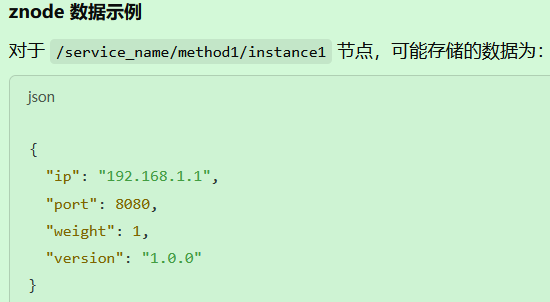 znode 数据示例
对于 /service_name/method1/instance1 节点，可能存储的数据为：
json
{
  "ip": "192.168.1.1",
  "port": 8080,
  "weight": 1,
  "version": "1.0.0"
}